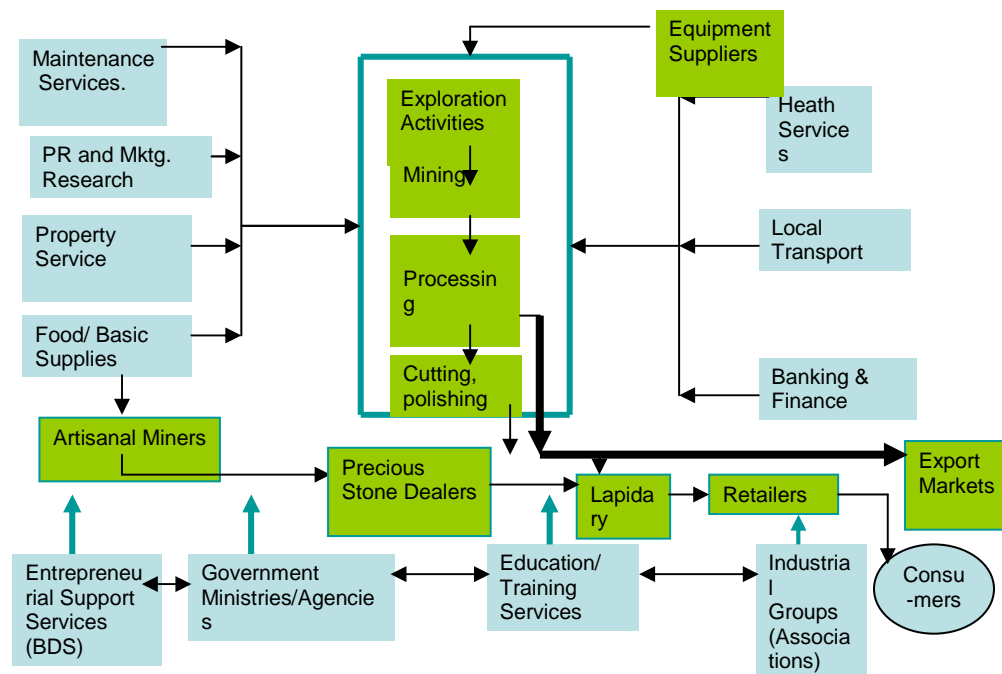 Maintenance
Services.
PR and Mktg.
Research
Property
Service
Food/ Basic
Supplies
Exploration
Activities
Mining
Processin
g
Cutting,
polishing
Equipment
Suppliers
Heath
Service
s
Local
Transport
Banking &
Finance
Artisanal Miners
Precious
Stone Dealers
Lapida
ry
Retailers
Export
Markets
Entrepreneu
rial Support
Services
(BDS)
Government
Ministries/Agencie
s
Education/
Training
Services
Industria
l
Groups
(Associa
tions)
Consu
-mers